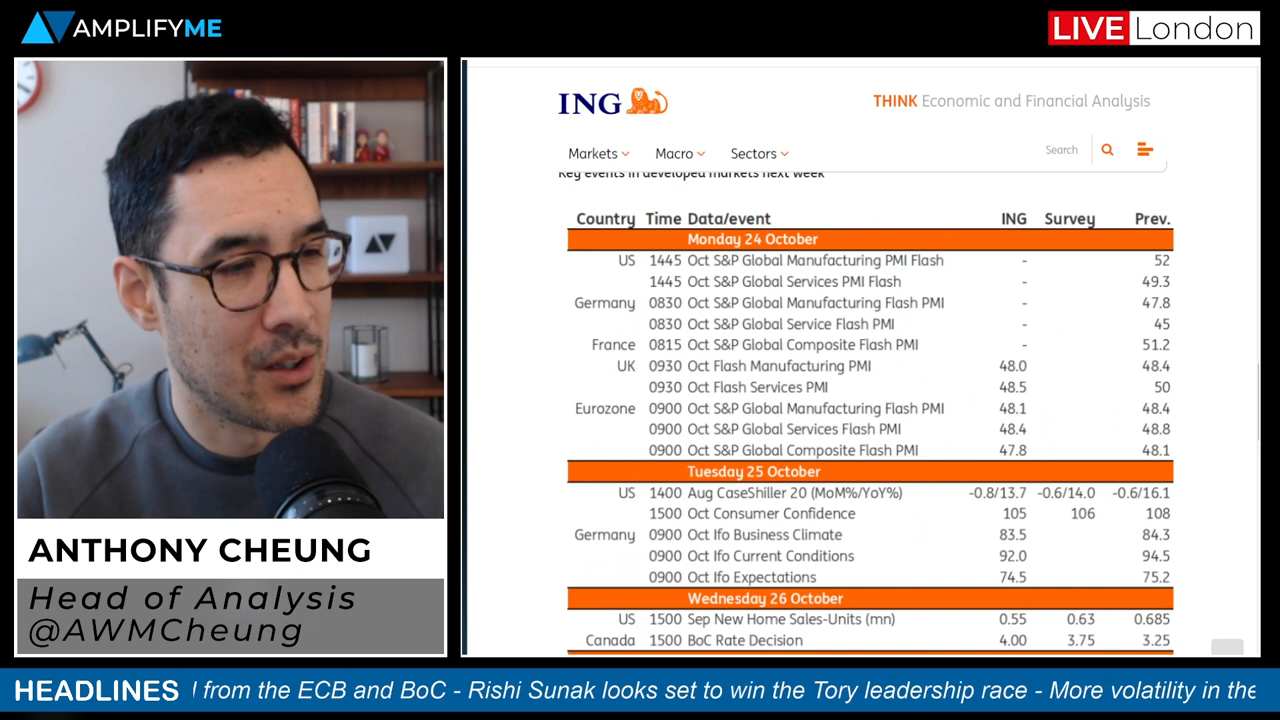 AMPLIFYME
LIVE London
ING
THINK Economic and Financial Analysis
Markets Macro Sectors Search
Key events in developed markets next week
Country Time Data/event ING Survey Prev.
Monday 24 October
US 1445 Oct S&P Global Manufacturing PMI Flash - 52
1445 Oct S&P Global Services PMI Flash - 49.3
Germany 0830 Oct S&P Global Manufacturing Flash PMI - 47.8
0830 Oct S&P Global Service Flash PMI - 45
France 0815 Oct S&P Global Composite Flash PMI - 51.2
UK 0930 Oct Flash Manufacturing PMI 48.0 48.4
0930 Oct Flash Services PMI 48.5 50
Eurozone 0900 Oct S&P Global Manufacturing Flash PMI 48.1 48.4
0900 Oct S&P Global Services Flash PMI 48.4 48.8
0900 Oct S&P Global Composite Flash PMI 47.8 48.1
Tuesday 25 October
US 1400 Aug CaseShiller 20 (MoM%/YoY%) -0.8/13.7 -0.6/14.0 -0.6/16.1
1500 Oct Consumer Confidence 105 106 108
Germany 0900 Oct Ifo Business Climate 83.5 84.3
0900 Oct Ifo Current Conditions 92.0 94.5
0900 Oct Ifo Expectations 74.5 75.2
Wednesday 26 October
US 1500 Sep New Home Sales-Units (mn) 0.55 0.63 0.685
Canada 1500 BoC Rate Decision 4.00 3.75 3.25
ANTHONY CHEUNG
Head of Analysis
@AWMCheung
HEADLINES from the ECB and BoC - Rishi Sunak looks set to win the Tory leadership race - More volatility in the